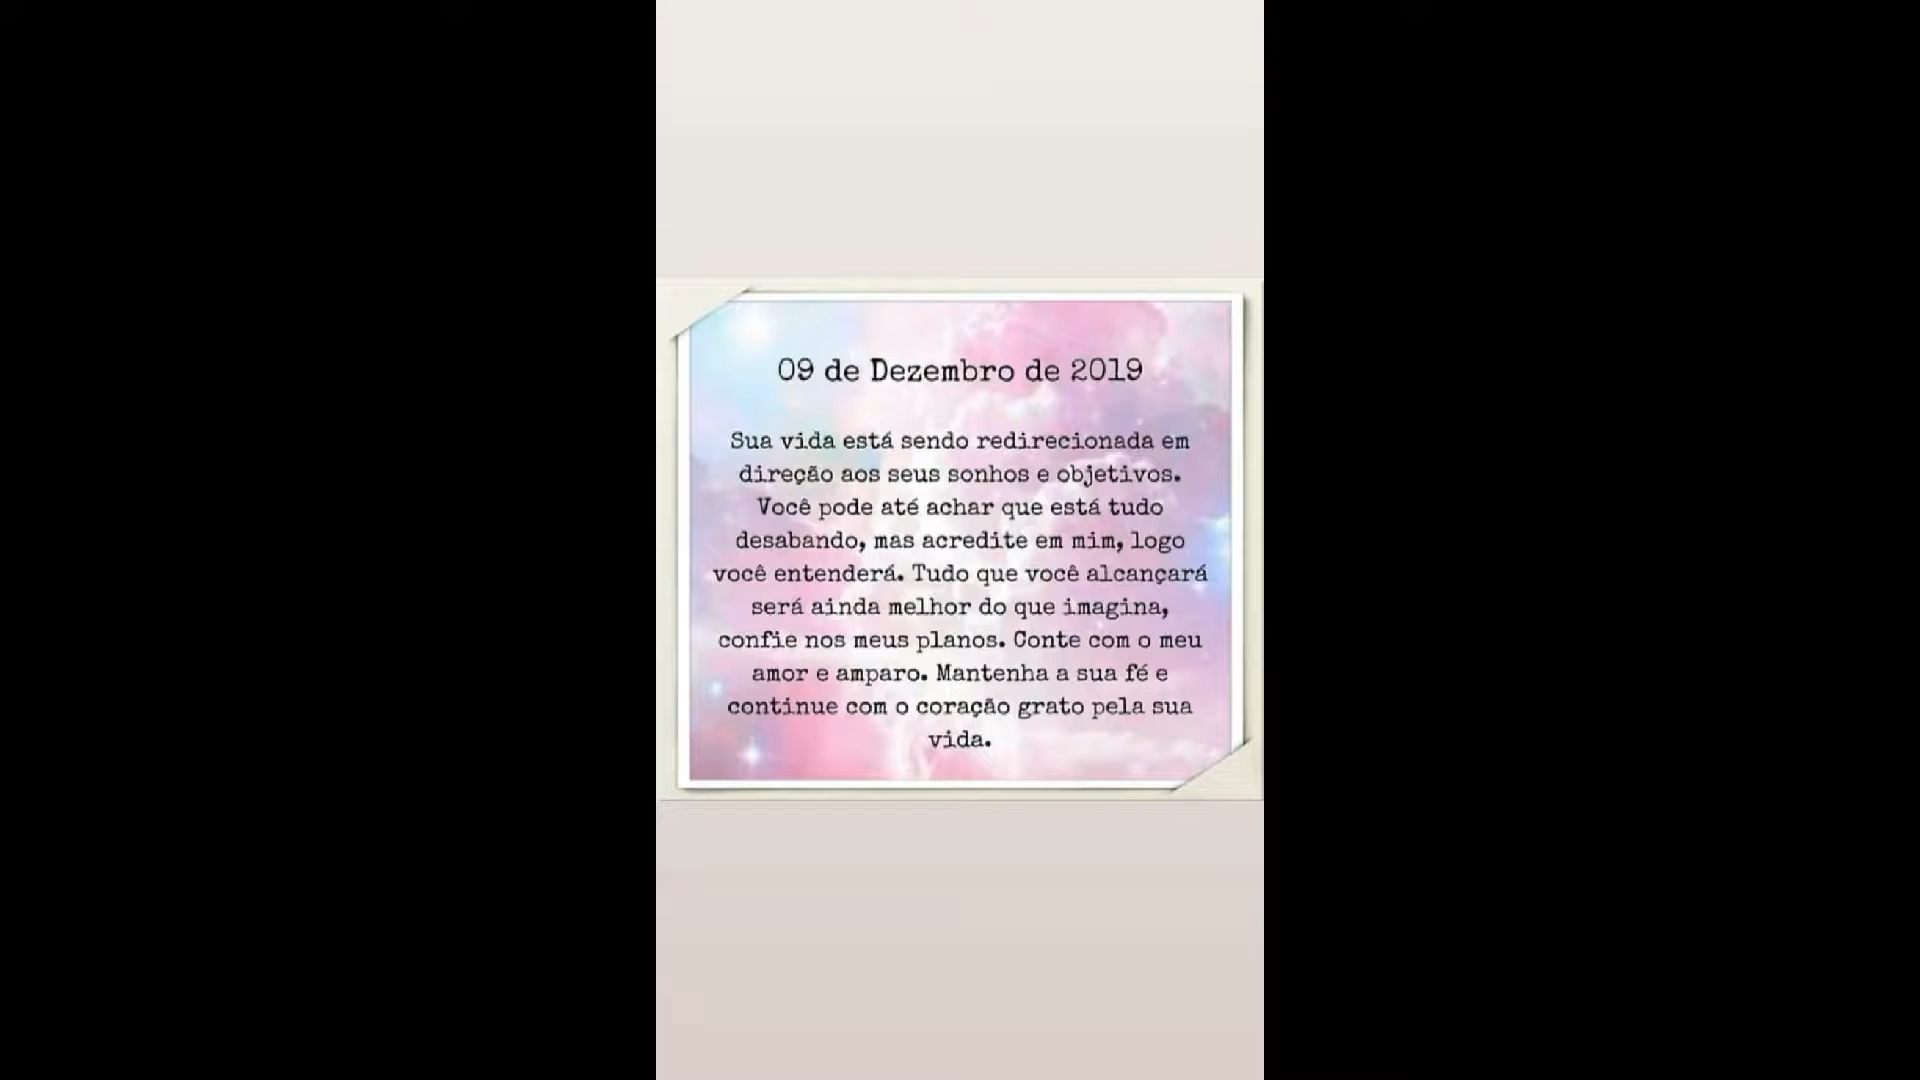 09 de Dezembro de 2019
Sua vida está sendo redirecionada em
direção aos seus sonhos e objetivos.
Você pode até achar que está tudo
desabando, mas acredite em mim, logo
você entenderá. Tudo que você alcançará
será ainda melhor do que imagina,
confie nos meus planos. Conte com o meu
amor e amparo. Mantenha a sua fé e
continue com o coração grato pela sua
vida.